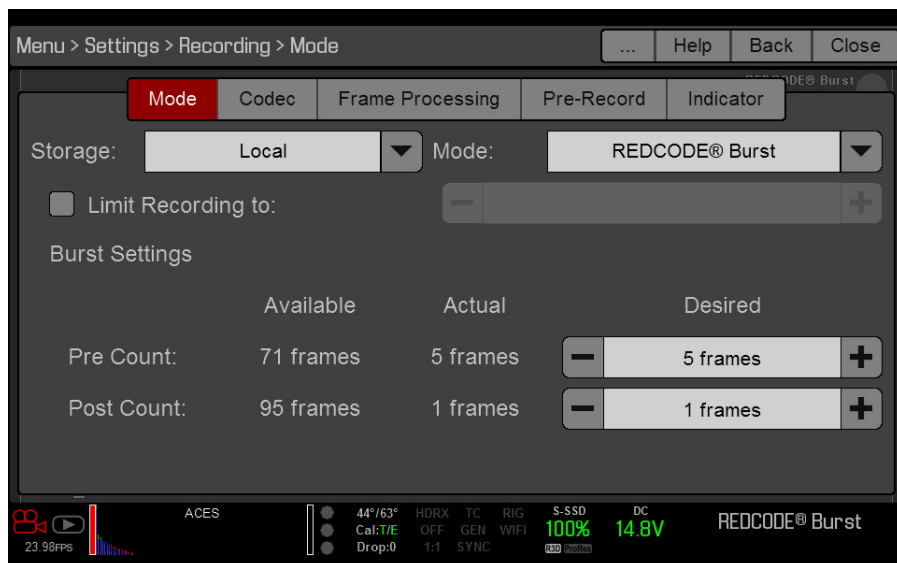 Menu > Settings > Recording > Mode ... Help Back Close
REDCODE® Burst
Mode Codec Frame Processing Pre-Record Indicator
Storage: Local Mode: REDCODE® Burst
Limit Recording to:
Burst Settings
Available Actual Desired
Pre Count: 71 frames 5 frames 5 frames
Post Count: 95 frames 1 frames 1 frames
ACES 44°/63° HDRX TC RIG S-SSD DC
Cal:T/E OFF GEN WIFI 100% 14.8V REDCODE® Burst
23.98FPS Drop:0 1:1 SYNC R3D ProRes